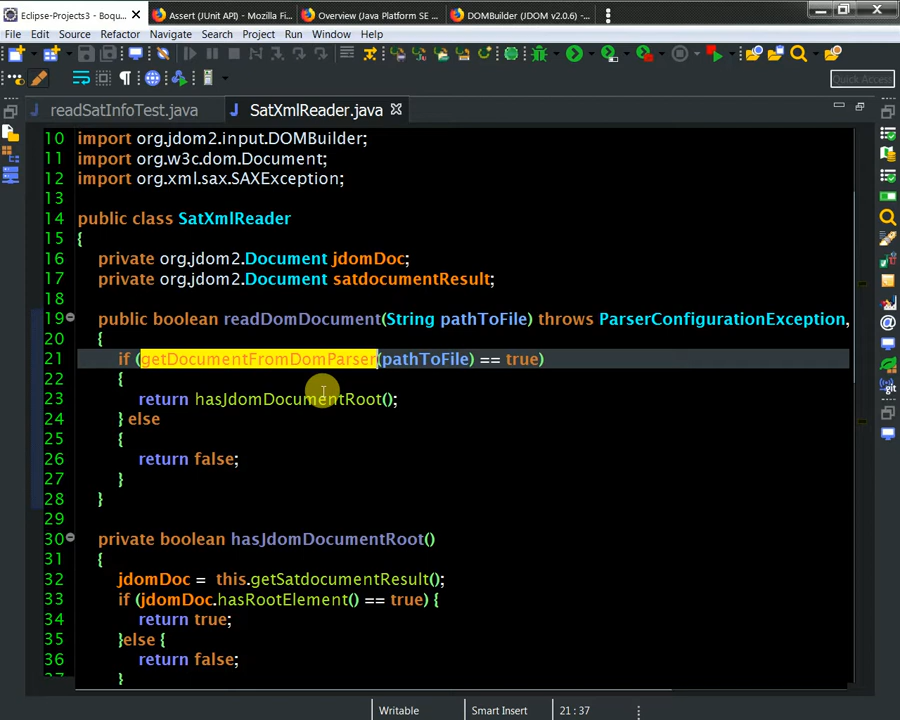 Eclipse-Projects3 - Boqu...
Assert (JUnit API) - Mozilla Fi...
Overview (Java Platform SE ...
DOMBuilder (JDOM v2.0.6) - ...
File Edit Source Refactor Navigate Search Project Run Window Help
Quick Access
readSatInfoTest.java
SatXmlReader.java
10 import org.jdom2.input.DOMBuilder;
11 import org.w3c.dom.Document;
12 import org.xml.sax.SAXException;
13
14 public class SatXmlReader
15 {
16 private org.jdom2.Document jdomDoc;
17 private org.jdom2.Document satdocumentResult;
18
19 public boolean readDomDocument(String pathToFile) throws ParserConfigurationException,
20 {
21 if (getDocumentFromDomParser(pathToFile) == true)
22 {
23 return hasJdomDocumentRoot();
24 } else
25 {
26 return false;
27 }
28 }
29
30 private boolean hasJdomDocumentRoot()
31 {
32 jdomDoc = this.getSatdocumentResult();
33 if (jdomDoc.hasRootElement() == true) {
34 return true;
35 }else {
36 return false;
37 }
Writable Smart Insert 21 : 37